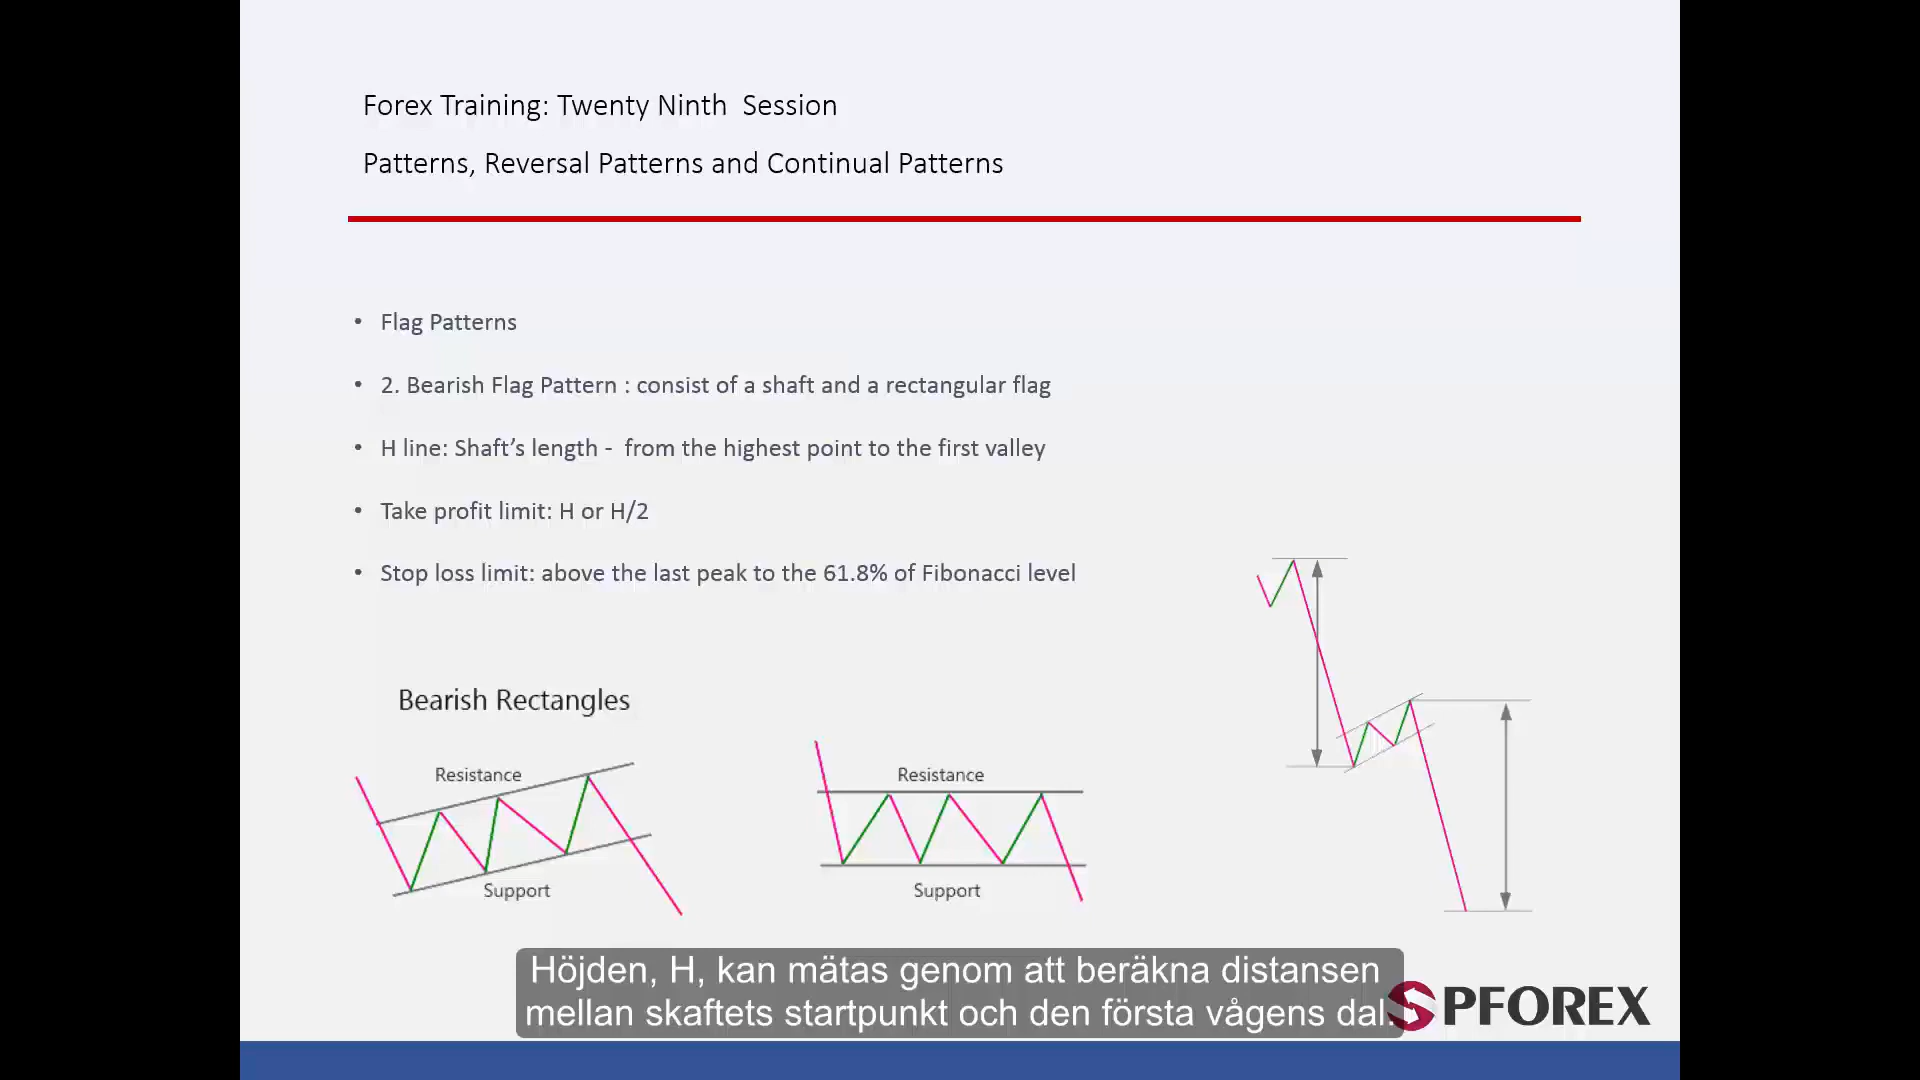 Forex Training: Twenty Ninth Session
Patterns, Reversal Patterns and Continual Patterns
• Flag Patterns
• 2. Bearish Flag Pattern : consist of a shaft and a rectangular flag
• H line: Shaft’s length - from the highest point to the first valley
• Take profit limit: H or H/2
• Stop loss limit: above the last peak to the 61.8% of Fibonacci level
Bearish Rectangles
Resistance
Support
Resistance
Support
Höjden, H, kan mätas genom att beräkna distansen
mellan skaftets startpunkt och den första vågens dal.
PFOREX